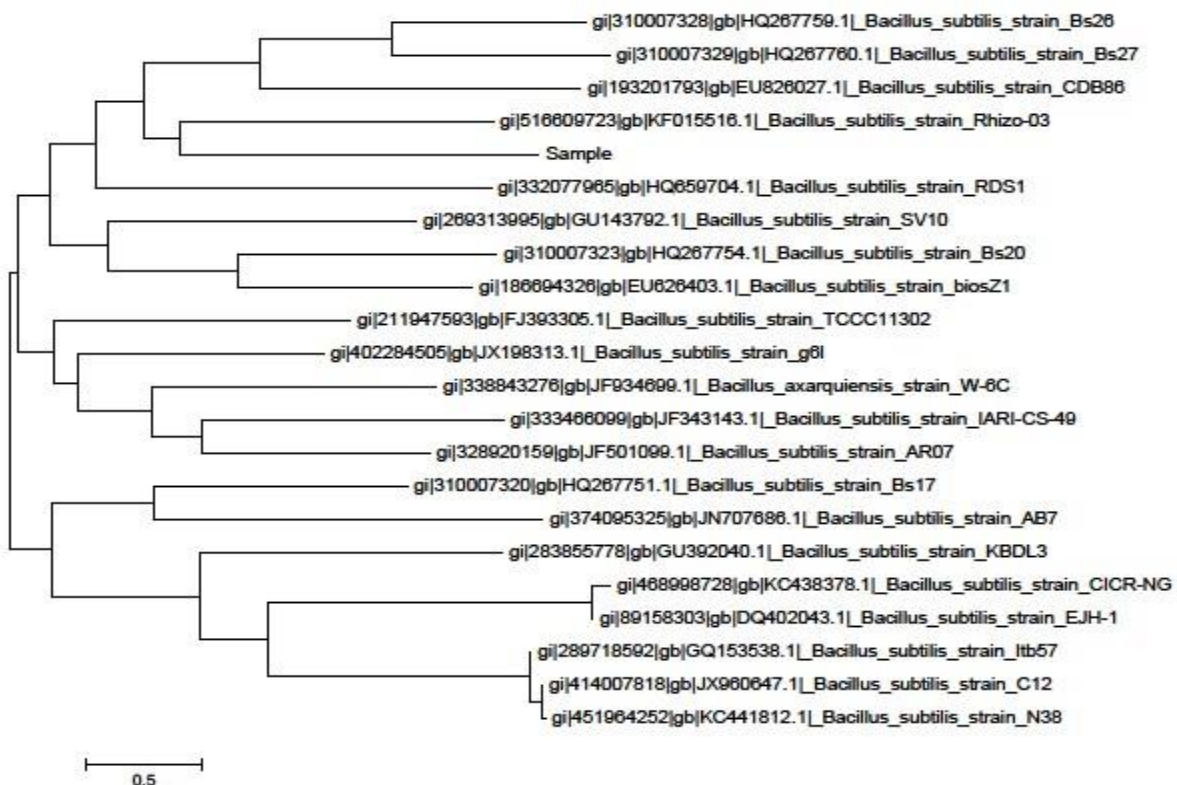 gi|310007328|gb|HQ267759.1|_Bacillus_subtilis_strain_Bs26
gi|310007329|gb|HQ267760.1|_Bacillus_subtilis_strain_Bs27
gi|193201793|gb|EU826027.1|_Bacillus_subtilis_strain_CDB86
gi|516609723|gb|KF015516.1|_Bacillus_subtilis_strain_Rhizo-03
Sample
gi|332077965|gb|HQ659704.1|_Bacillus_subtilis_strain_RDS1
gi|269313995|gb|GU143792.1|_Bacillus_subtilis_strain_SV10
gi|310007323|gb|HQ267754.1|_Bacillus_subtilis_strain_Bs20
gi|186694326|gb|EU626403.1|_Bacillus_subtilis_strain_biosZ1
gi|211947593|gb|FJ393305.1|_Bacillus_subtilis_strain_TCCC11302
gi|402284505|gb|JX198313.1|_Bacillus_subtilis_strain_g6l
gi|338843276|gb|JF934699.1|_Bacillus_axarquiensis_strain_W-6C
gi|333466099|gb|JF343143.1|_Bacillus_subtilis_strain_IARI-CS-49
gi|328920159|gb|JF501099.1|_Bacillus_subtilis_strain_AR07
gi|310007320|gb|HQ267751.1|_Bacillus_subtilis_strain_Bs17
gi|374095325|gb|JN707686.1|_Bacillus_subtilis_strain_AB7
gi|283855778|gb|GU392040.1|_Bacillus_subtilis_strain_KBDL3
gi|468998728|gb|KC438378.1|_Bacillus_subtilis_strain_CICR-NG
gi|89158303|gb|DQ402043.1|_Bacillus_subtilis_strain_EJH-1
gi|289718592|gb|GQ153538.1|_Bacillus_subtilis_strain_Itb57
gi|414007818|gb|JX960647.1|_Bacillus_subtilis_strain_C12
gi|451964252|gb|KC441812.1|_Bacillus_subtilis_strain_N38
0.5